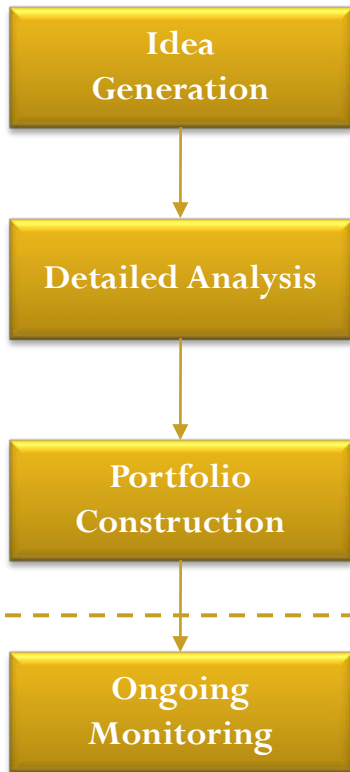 Idea
Generation
Detailed Analysis
Portfolio
Construction
Ongoing
Monitoring